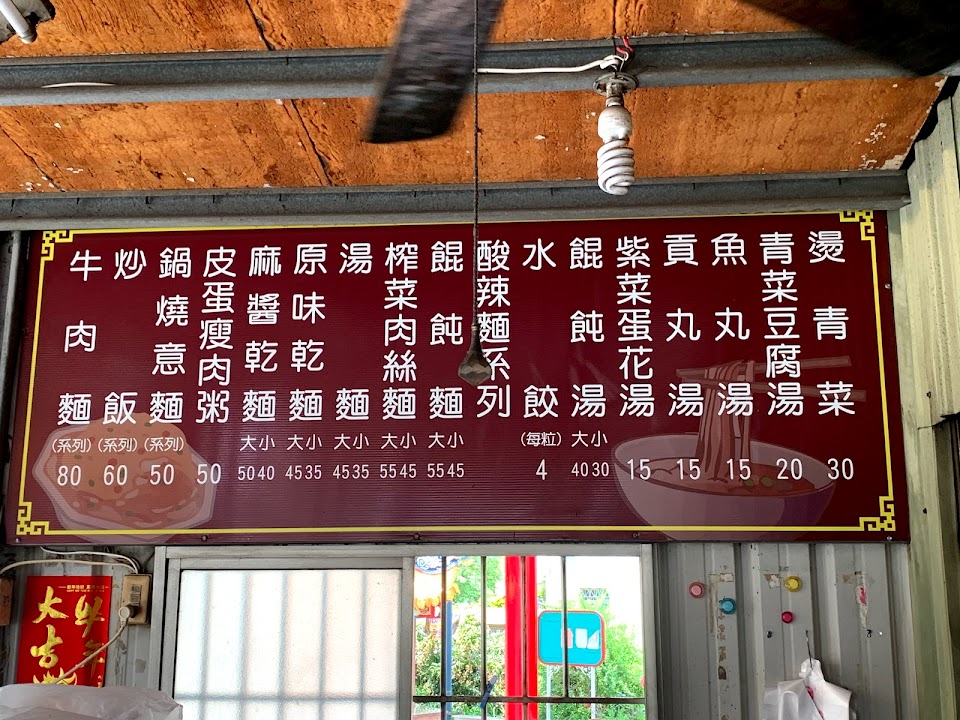 燙青菜 30
青菜豆腐湯 20
魚丸湯 15
貢丸湯 15
紫菜蛋花湯 15
餛飩湯 大小 4030
水餃 (每粒) 4
酸辣麵系列
餛飩麵 大小 5545
榨菜肉絲麵 大小 5545
湯麵 大小 4535
原味乾麵 大小 4535
麻醬乾麵 大小 5040
皮蛋瘦肉粥 50
鍋燒意麵 (系列) 50
炒飯 (系列) 60
牛肉麵 (系列) 80
大吉